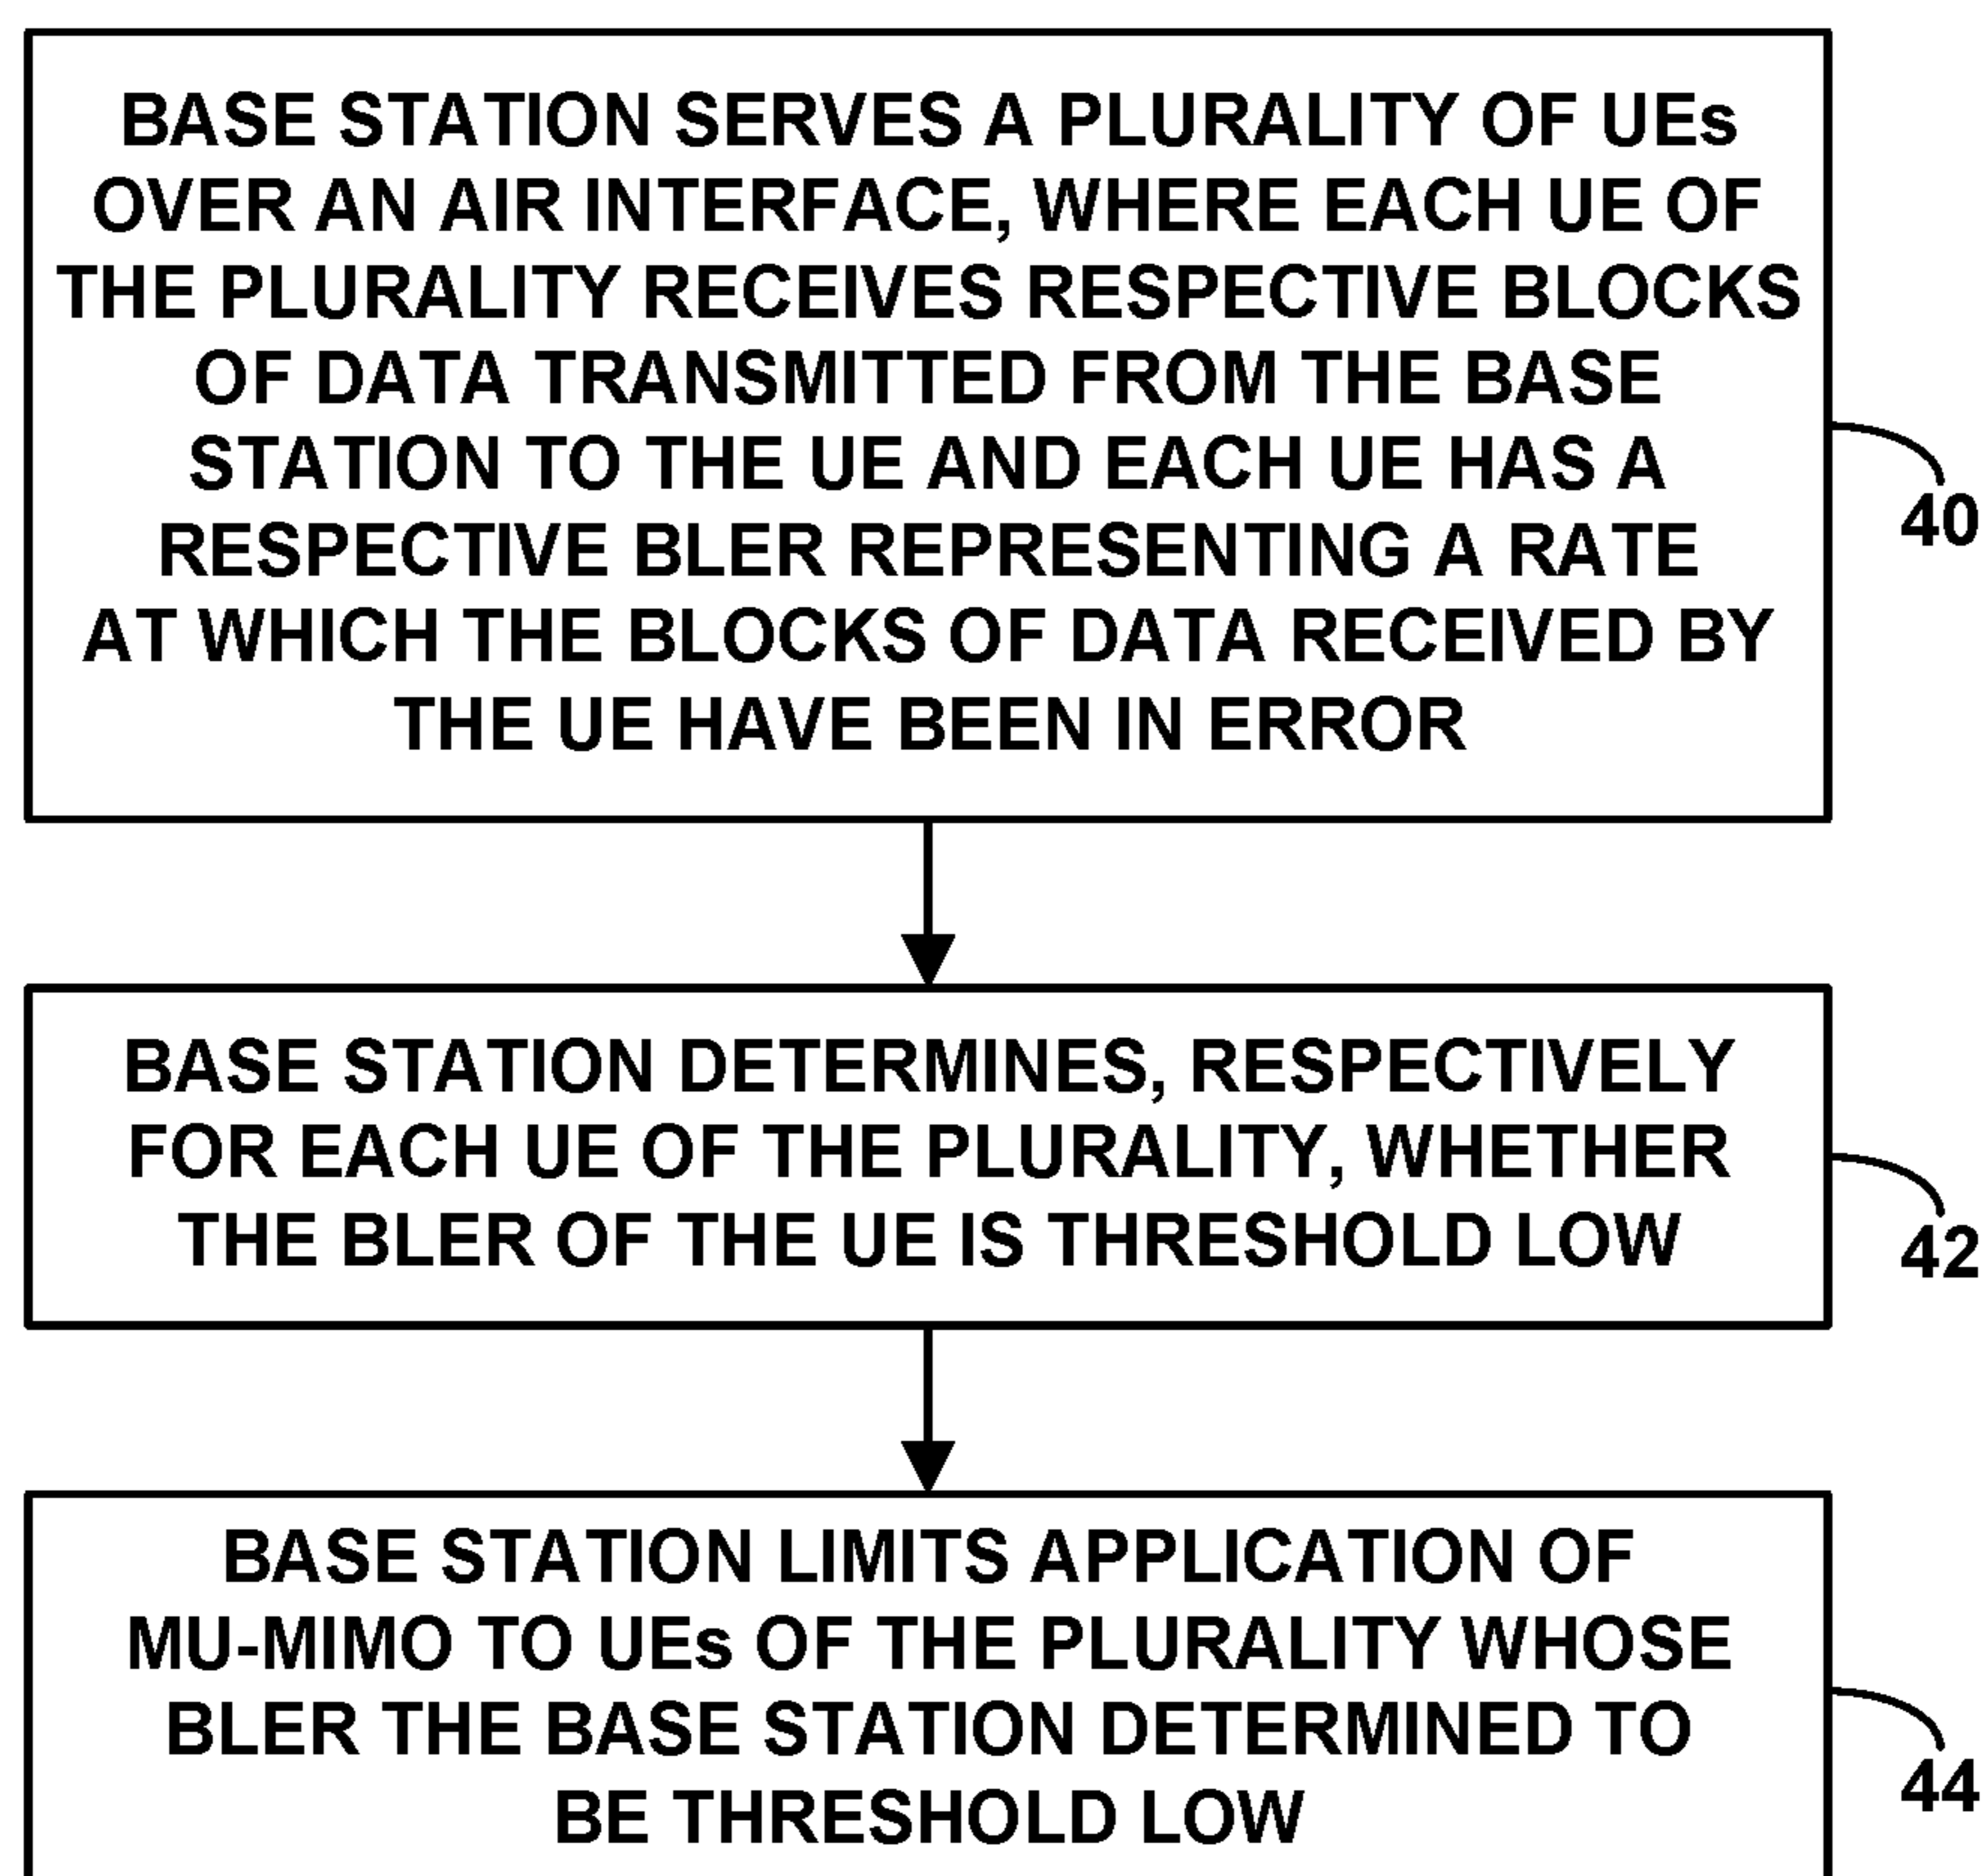 BASE STATION SERVES A PLURALITY OF UEs
OVER AN AIR INTERFACE, WHERE EACH UE OF
THE PLURALITY RECEIVES RESPECTIVE BLOCKS
OF DATA TRANSMITTED FROM THE BASE
STATION TO THE UE AND EACH UE HAS A
RESPECTIVE BLER REPRESENTING A RATE
AT WHICH THE BLOCKS OF DATA RECEIVED BY
THE UE HAVE BEEN IN ERROR
40
BASE STATION DETERMINES, RESPECTIVELY
FOR EACH UE OF THE PLURALITY, WHETHER
THE BLER OF THE UE IS THRESHOLD LOW
42
BASE STATION LIMITS APPLICATION OF
MU-MIMO TO UEs OF THE PLURALITY WHOSE
BLER THE BASE STATION DETERMINED TO
BE THRESHOLD LOW
44